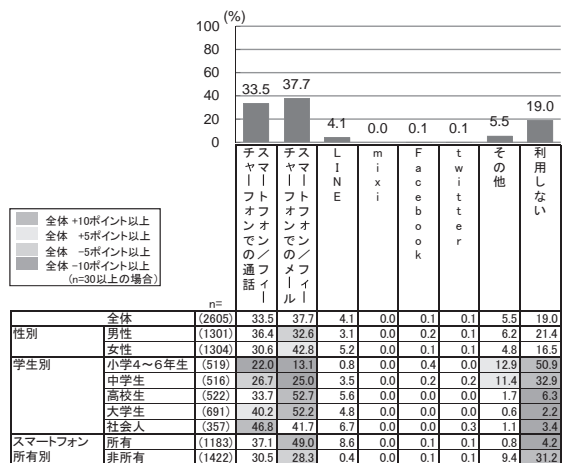 (%)
100
80
60
40
20
0
33.5
37.7
4.1
0.0
0.1
0.1
5.5
19.0
スマートフォン／フィーチャーフォンでの通話
スマートフォン／フィーチャーフォンでのメール
LINE
mixi
Facebook
twitter
その他
利用しない
全体 +10ポイント以上
全体 +5ポイント以上
全体 -5ポイント以上
全体 -10ポイント以上
(n=30以上の場合)
n=
全体 (2605) 33.5 37.7 4.1 0.0 0.1 0.1 5.5 19.0
性別 男性 (1301) 36.4 32.6 3.1 0.0 0.2 0.1 6.2 21.4
女性 (1304) 30.6 42.8 5.2 0.0 0.1 0.1 4.8 16.5
学生別 小学4～6年生 (519) 22.0 13.1 0.8 0.0 0.4 0.0 12.9 50.9
中学生 (516) 26.7 25.0 3.5 0.0 0.2 0.2 11.4 32.9
高校生 (522) 33.7 52.7 5.6 0.0 0.0 0.0 1.7 6.3
大学生 (691) 40.2 52.2 4.8 0.0 0.0 0.0 0.6 2.2
社会人 (357) 46.8 41.7 6.7 0.0 0.0 0.3 1.1 3.4
スマートフォン所有別 所有 (1183) 37.1 49.0 8.6 0.0 0.1 0.1 0.8 4.2
非所有 (1422) 30.5 28.3 0.4 0.0 0.1 0.1 9.4 31.2